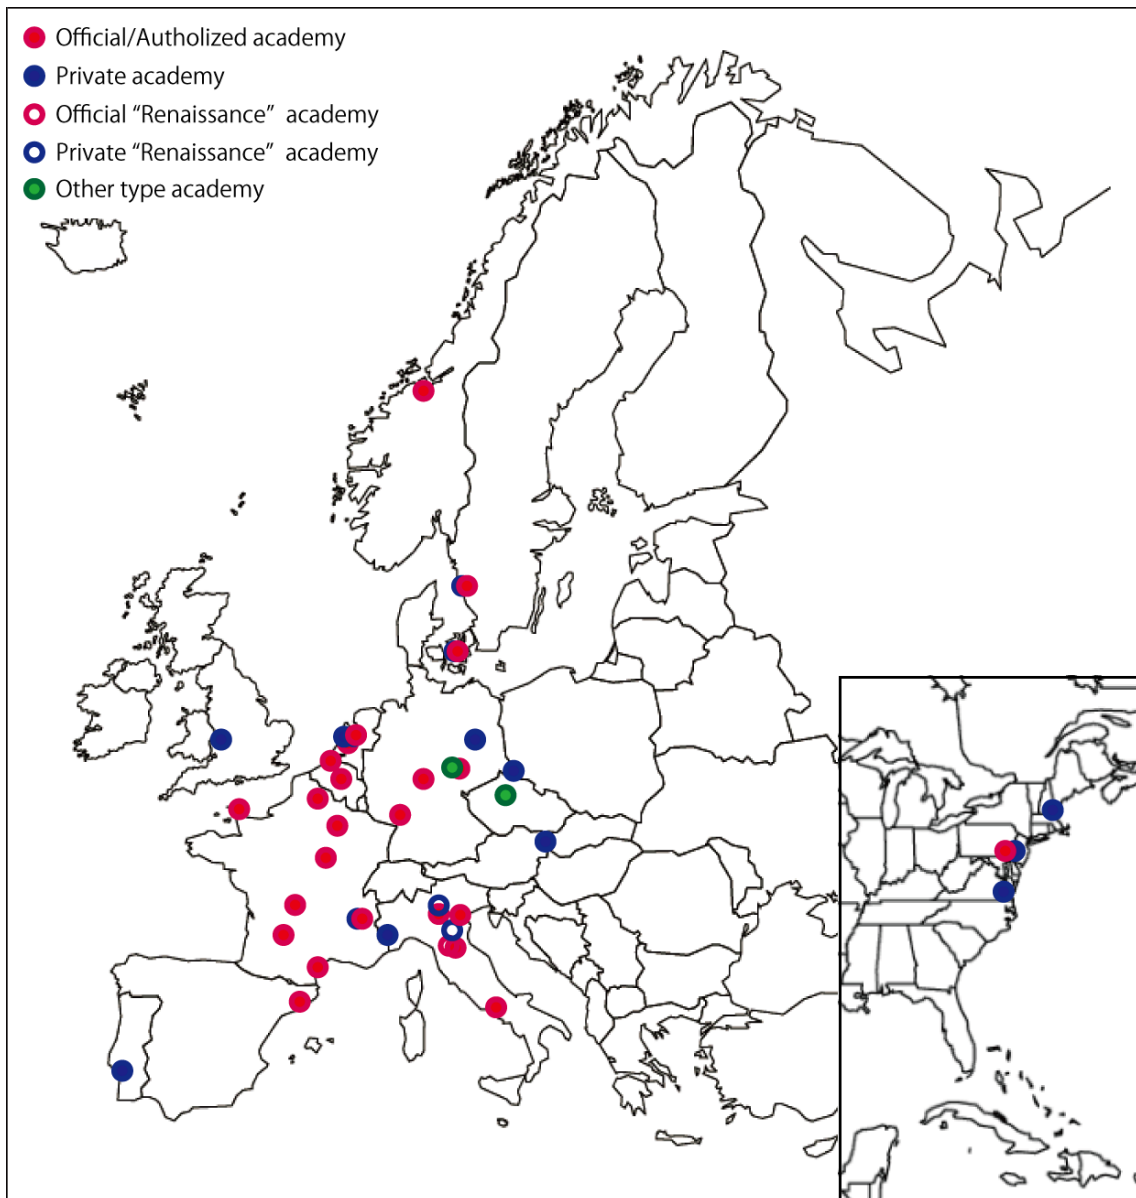 Official/Autholized academy
Private academy
Official “Renaissance” academy
Private “Renaissance” academy
Other type academy